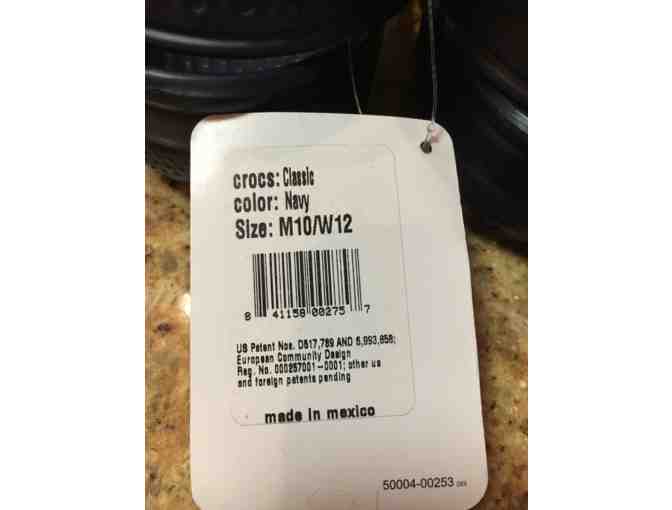 crocs: Classic
color: Navy
Size: M10/W12
8 41158 00275 7
US Patent Nos. D517,789 AND 6,993,858;
European Community Design
Reg. No. 000257001-0001; other us
and foreign patents pending
made in mexico
50004-00253